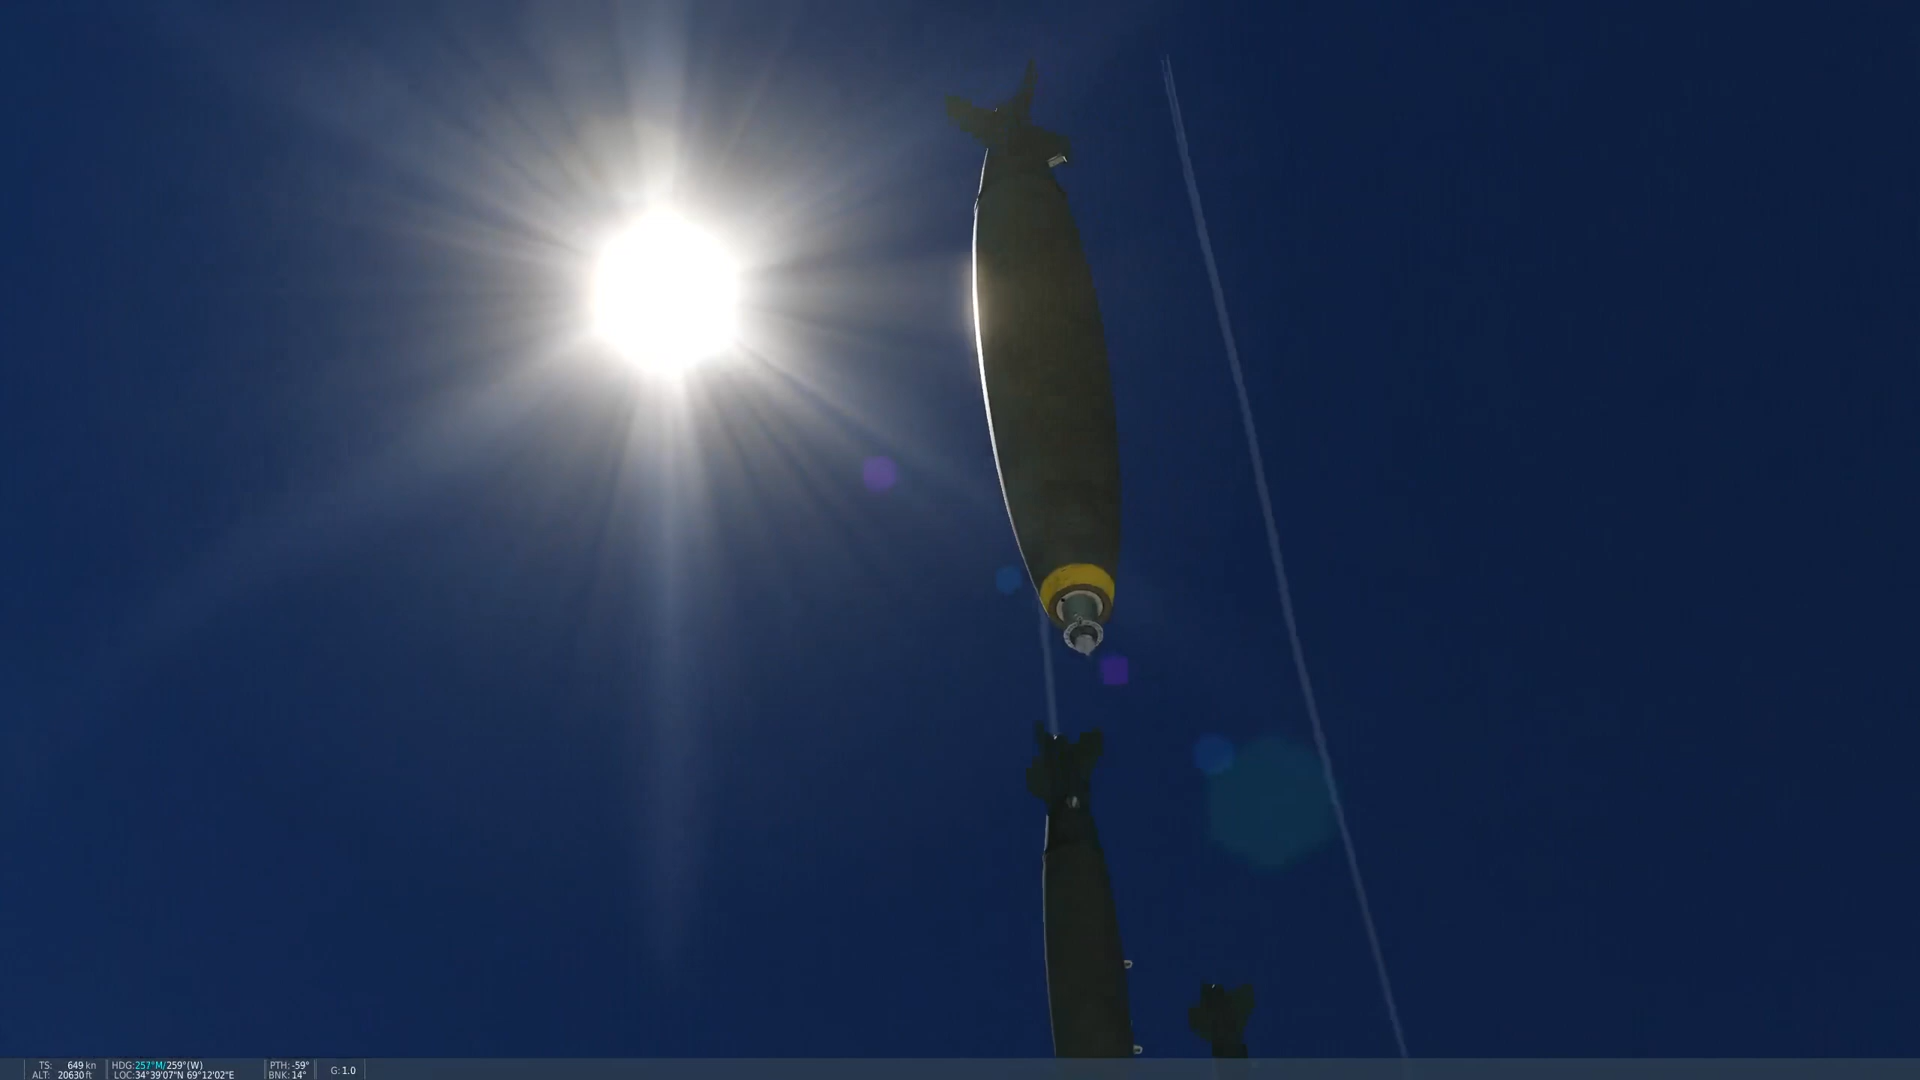 TS: 649 kn HDG:257°M/259°(W) PTH: -59° G: 1.0
ALT: 20630 ft LOC:34°39'07"N 69°12'02"E BNK: 14°